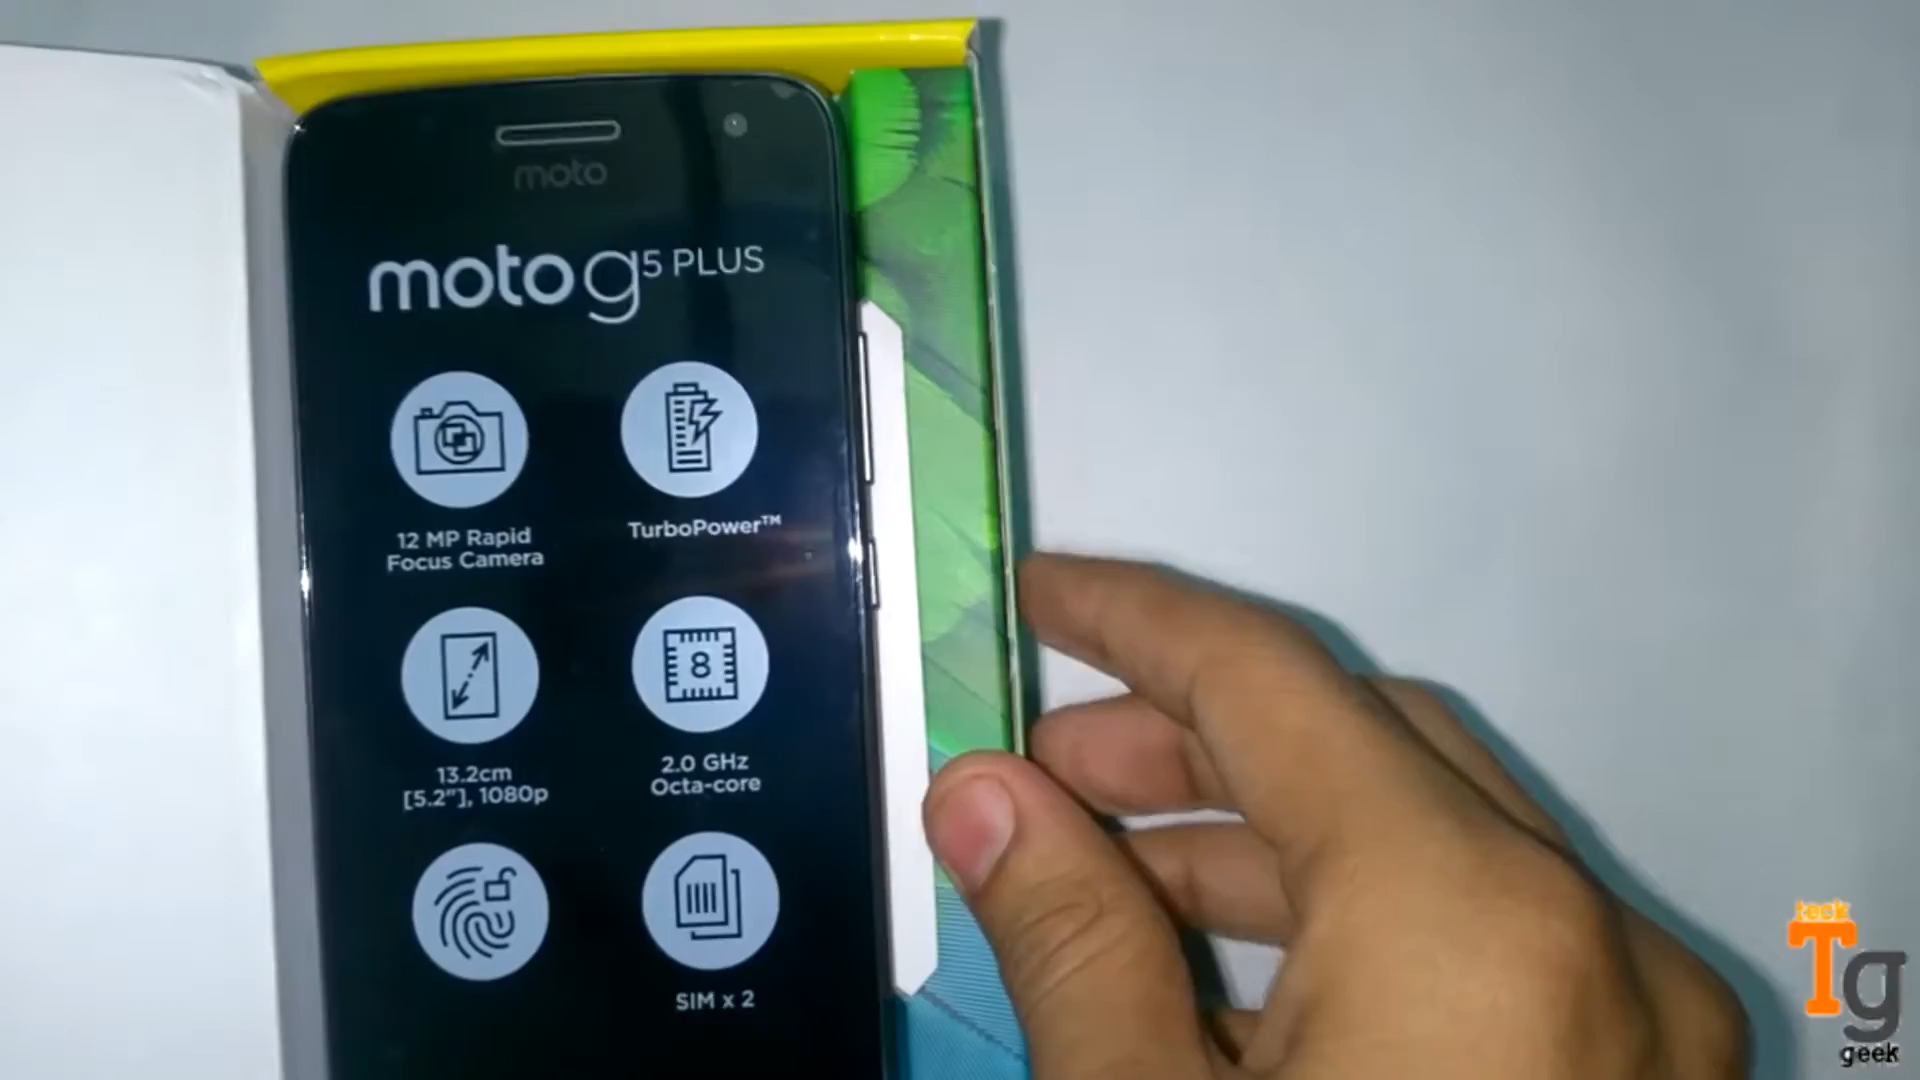 moto
moto g5 PLUS
12 MP Rapid
Focus Camera
TurboPower™
13.2cm
[5.2"], 1080p
8
2.0 GHz
Octa-core
SIM x 2
teck
Tg
geek